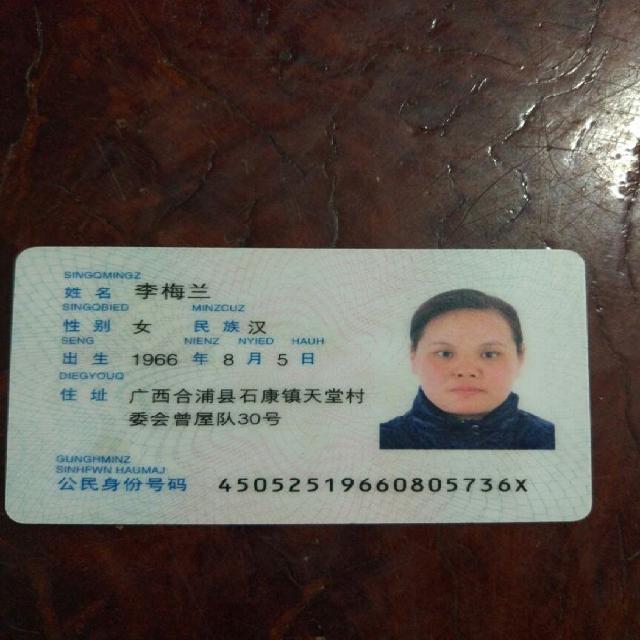 SINGQMINGZ
姓名 李梅兰
SINGQBIED MINZCUZ
性别 女 民族 汉
SENG NIENZ NYIED HAUH
出生 1966 年 8 月 5 日
DIEGYOUQ
住址 广西合浦县石康镇天堂村
委会曾屋队30号
GUNGHMINZ
SINHFWN HAUMAJ
公民身份号码 45052519660805736X